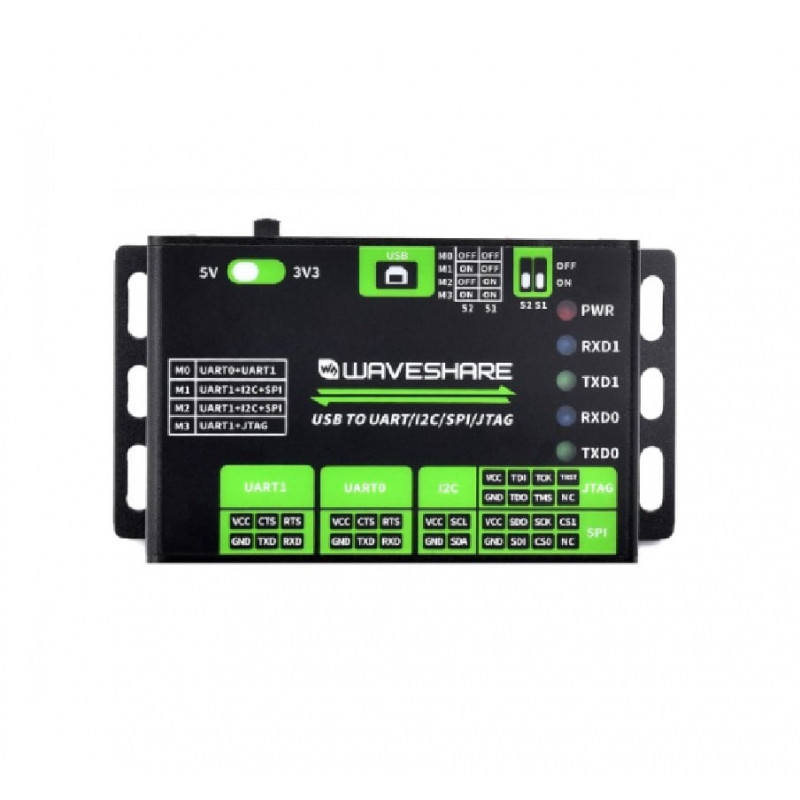 5V 3V3
USB
M0 OFF OFF
M1 ON OFF
M2 OFF ON
M3 ON ON
S2 S1
OFF
ON
S2 S1
PWR
RXD1
TXD1
RXD0
TXD0
M0 UART0+UART1
M1 UART1+I2C+SPI
M2 UART1+I2C+SPI
M3 UART1+JTAG
WAVESHARE
USB TO UART/I2C/SPI/JTAG
UART1
VCC CTS RTS
GND TXD RXD
UART0
VCC CTS RTS
GND TXD RXD
I2C
VCC SCL
GND SDA
VCC TDI TCK TRST
GND TDO TMS NC
JTAG
VCC SDO SCK CS1
GND SDI CS0 NC
SPI